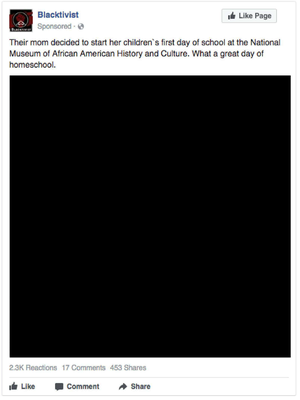 Blacktivist
Like Page
Sponsored ·
Their mom decided to start her children`s first day of school at the National
Museum of African American History and Culture. What a great day of
homeschool.
2.3K Reactions 17 Comments 453 Shares
Like Comment Share